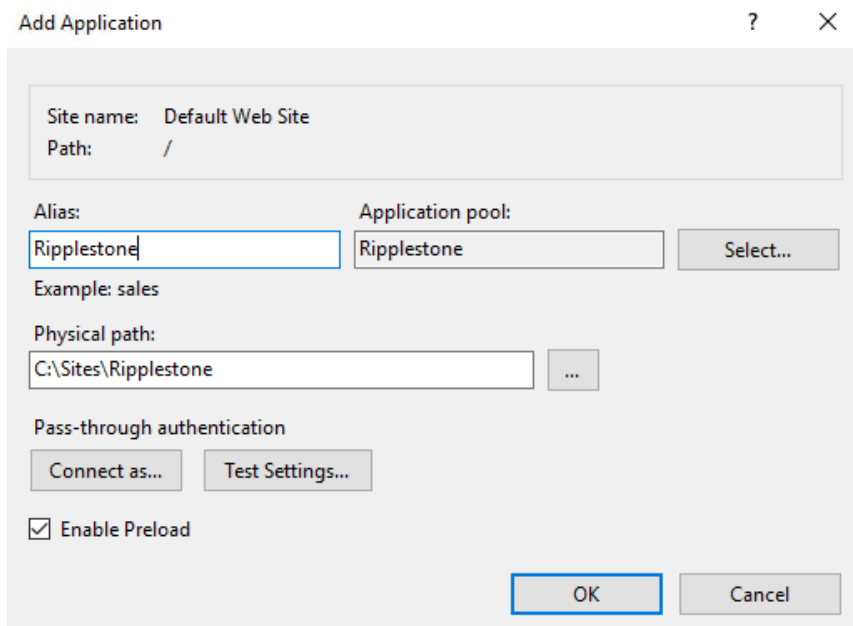 Add Application
?
Site name: Default Web Site
Path: /
Alias: Application pool:
Ripplestone Ripplestone Select...
Example: sales
Physical path:
C:\Sites\Ripplestone ...
Pass-through authentication
Connect as... Test Settings...
Enable Preload
OK Cancel